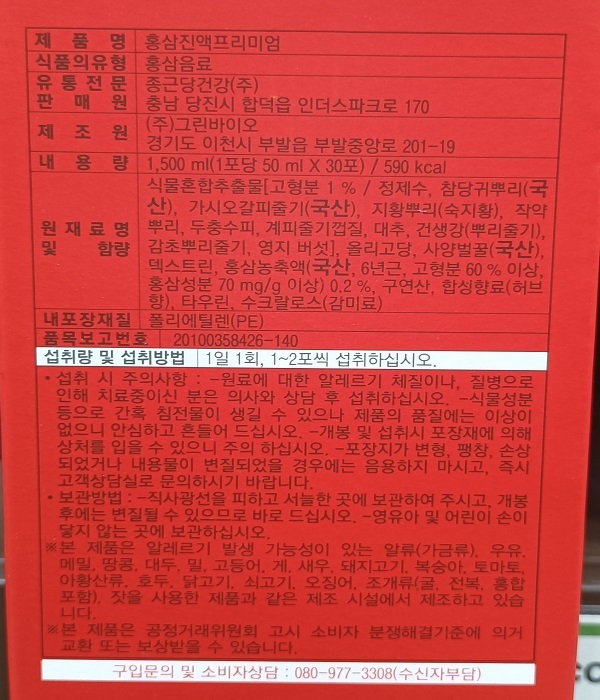 제 품 명 홍삼진액프리미엄
식품의유형 홍삼음료
유통전문 판매원 종근당건강(주)
충남 당진시 합덕읍 인더스파크로 170
제 조 원 (주)그린바이오
경기도 이천시 부발읍 부발중앙로 201-19
내 용 량 1,500 ml(1포당 50 ml X 30포) / 590 kcal
원재료명 및 함량 식물혼합추출물[고형분 1 % / 정제수, 참당귀뿌리(국
산), 가시오갈피줄기(국산), 지황뿌리(숙지황), 작약
뿌리, 두충수피, 계피줄기껍질, 대추, 건생강(뿌리줄기),
감초뿌리줄기, 영지 버섯], 올리고당, 사양벌꿀(국산),
덱스트린, 홍삼농축액(국산, 6년근, 고형분 60 % 이상,
홍삼성분 70 mg/g 이상) 0.2 %, 구연산, 합성향료(허브
향), 타우린, 수크랄로스(감미료)
내포장재질 폴리에틸렌(PE)
품목보고번호 20100358426-140
섭취량 및 섭취방법 1일 1회, 1~2포씩 섭취하십시오.
• 섭취 시 주의사항 : -원료에 대한 알레르기 체질이나, 질병으로
인해 치료중이신 분은 의사와 상담 후 섭취하십시오. -식물성분
등으로 간혹 침전물이 생길 수 있으나 제품의 품질에는 이상이
없으니 안심하고 흔들어 드십시오. -개봉 및 섭취시 포장재에 의해
상처를 입을 수 있으니 주의 하십시오. -포장지가 변형, 팽창, 손상
되었거나 내용물이 변질되었을 경우에는 음용하지 마시고, 즉시
고객상담실로 문의하시기 바랍니다.
• 보관방법 : -직사광선을 피하고 서늘한 곳에 보관하여 주시고, 개봉
후에는 변질될 수 있으므로 바로 드십시오. -영유아 및 어린이 손이
닿지 않는 곳에 보관하십시오.
※본 제품은 알레르기 발생 가능성이 있는 알류(가금류), 우유,
메밀, 땅콩, 대두, 밀, 고등어, 게, 새우, 돼지고기, 복숭아, 토마토,
아황산류, 호두, 닭고기, 쇠고기, 오징어, 조개류(굴, 전복, 홍합
포함), 잣을 사용한 제품과 같은 제조 시설에서 제조하고 있습
니다.
※본 제품은 공정거래위원회 고시 소비자 분쟁해결기준에 의거
교환 또는 보상받을 수 있습니다.
구입문의 및 소비자상담 : 080-977-3308(수신자부담)